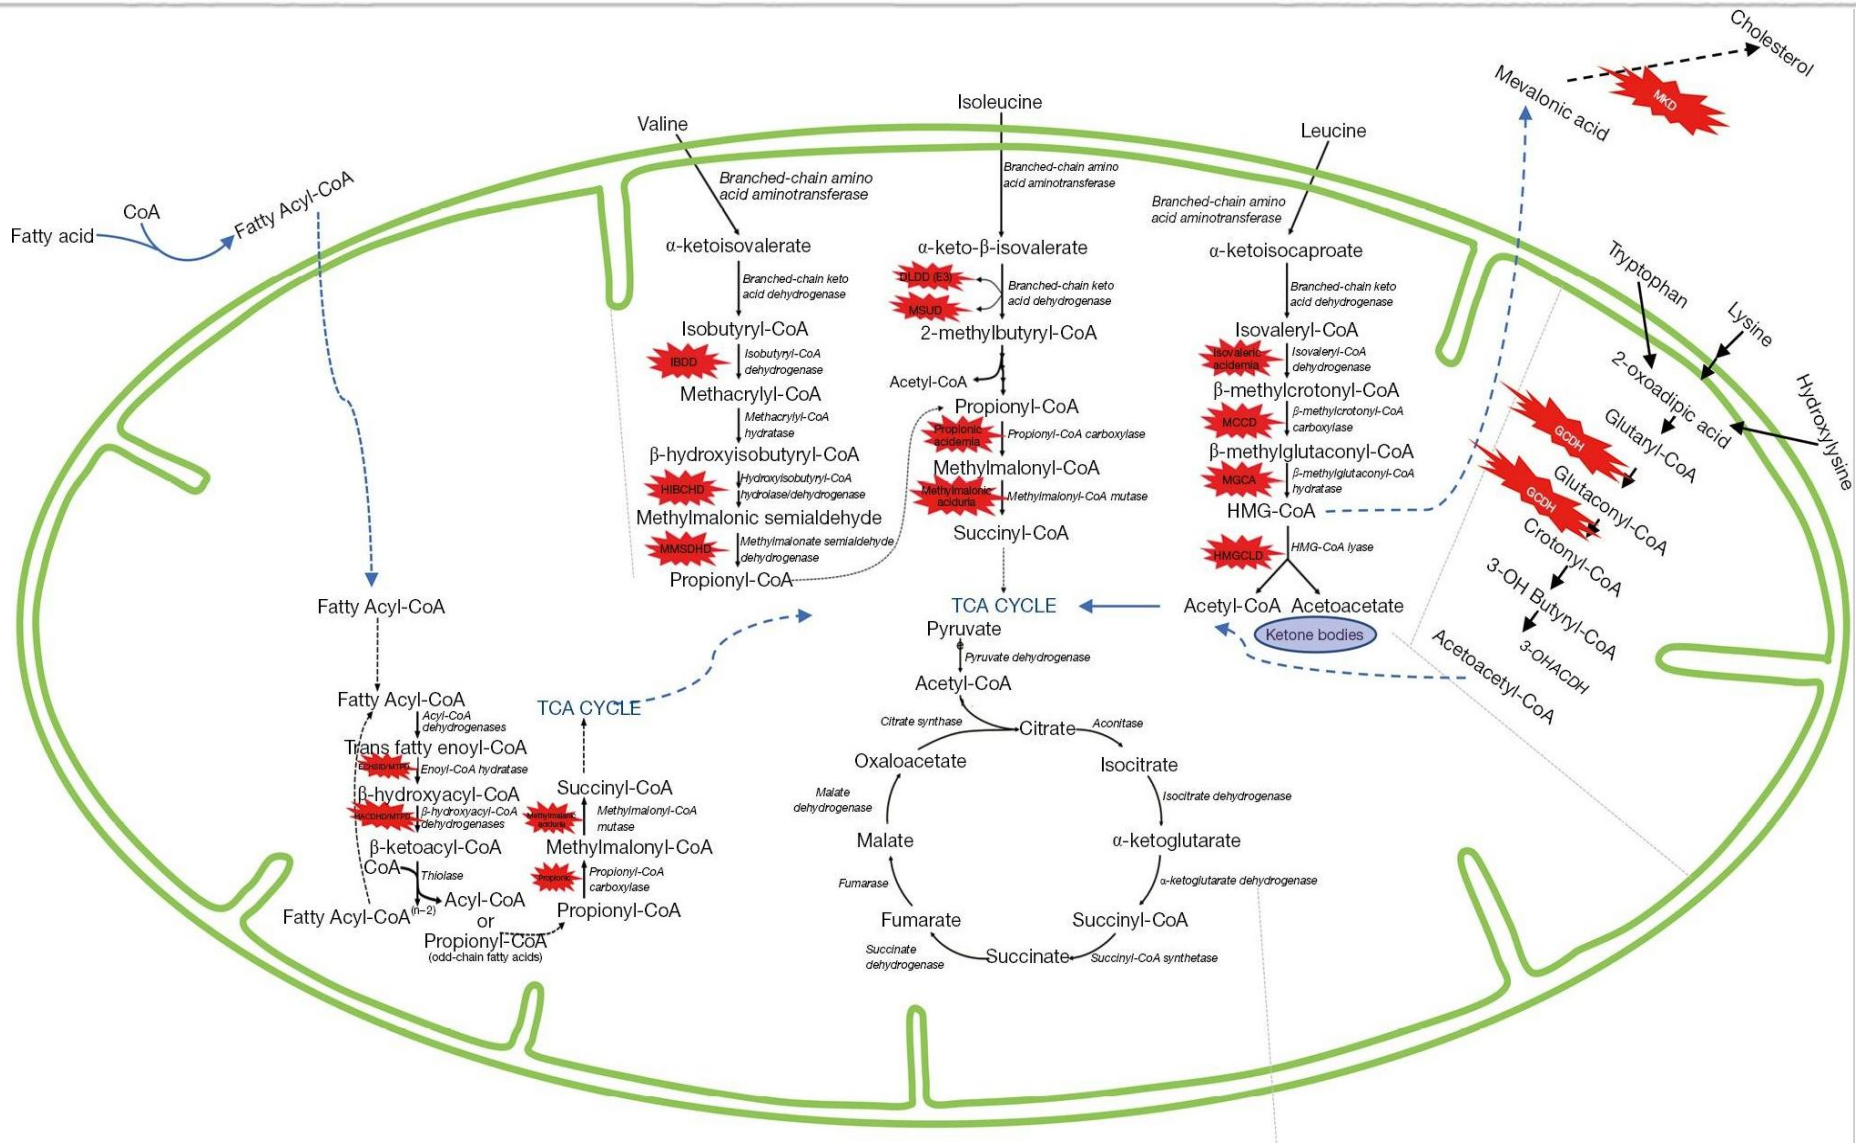 Cholesterol
Mevalonic acid
MKD
Fatty acid
CoA
Fatty Acyl-CoA
Fatty Acyl-CoA
Fatty Acyl-CoA
Acyl-CoA
dehydrogenases
Trans fatty enoyl-CoA
Enoyl-CoA hydratase
β-hydroxyacyl-CoA
HACDHD/MTPD
β-hydroxyacyl-CoA
dehydrogenases
β-ketoacyl-CoA
CoA
Thiolase
Fatty Acyl-CoA(n-2)
Acyl-CoA
or
Propionyl-CoA
(odd-chain fatty acids)
TCA CYCLE
Succinyl-CoA
Methylmalonic
aciduria
Methylmalonyl-CoA
mutase
Methylmalonyl-CoA
Propionic
Propionyl-CoA
carboxylase
Propionyl-CoA
Valine
Branched-chain amino
acid aminotransferase
α-ketoisovalerate
Branched-chain keto
acid dehydrogenase
Isobutyryl-CoA
IBDD
Isobutyryl-CoA
dehydrogenase
Methacrylyl-CoA
Methacrylyl-CoA
hydratase
β-hydroxyisobutyryl-CoA
HIBCHD
Hydroxyisobutyryl-CoA
hydrolase/dehydrogenase
Methylmalonic semialdehyde
MMSDHD
Methylmalonate semialdehyde
dehydrogenase
Propionyl-CoA
Isoleucine
Branched-chain amino
acid aminotransferase
α-keto-β-isovalerate
DLDD (E3)
MSUD
Branched-chain keto
acid dehydrogenase
2-methylbutyryl-CoA
Acetyl-CoA
Propionyl-CoA
Propionic
acidemia
Propionyl-CoA carboxylase
Methylmalonyl-CoA
Methylmalonic
aciduria
Methylmalonyl-CoA mutase
Succinyl-CoA
TCA CYCLE
Pyruvate
Pyruvate dehydrogenase
Acetyl-CoA
Citrate synthase
Citrate
Aconitase
Oxaloacetate
Isocitrate
Malate
dehydrogenase
Isocitrate dehydrogenase
Malate
α-ketoglutarate
Fumarase
α-ketoglutarate dehydrogenase
Fumarate
Succinyl-CoA
Succinate
dehydrogenase
Succinate
Succinyl-CoA synthetase
Leucine
Branched-chain amino
acid aminotransferase
α-ketoisocaproate
Branched-chain keto
acid dehydrogenase
Isovaleryl-CoA
Isovaleric
acidemia
Isovaleryl-CoA
dehydrogenase
β-methylcrotonyl-CoA
MCCD
β-methylcrotonyl-CoA
carboxylase
β-methylglutaconyl-CoA
MGCA
β-methylglutaconyl-CoA
hydratase
HMG-CoA
HMGCLD
HMG-CoA lyase
Acetyl-CoA
Acetoacetate
Ketone bodies
Tryptophan
Lysine
Hydroxylysine
2-oxoadipic acid
Glutaryl-CoA
GCDH
Glutaconyl-CoA
GCDH
Crotonyl-CoA
3-OH Butyryl-CoA
3-OHACDH
Acetoacetyl-CoA